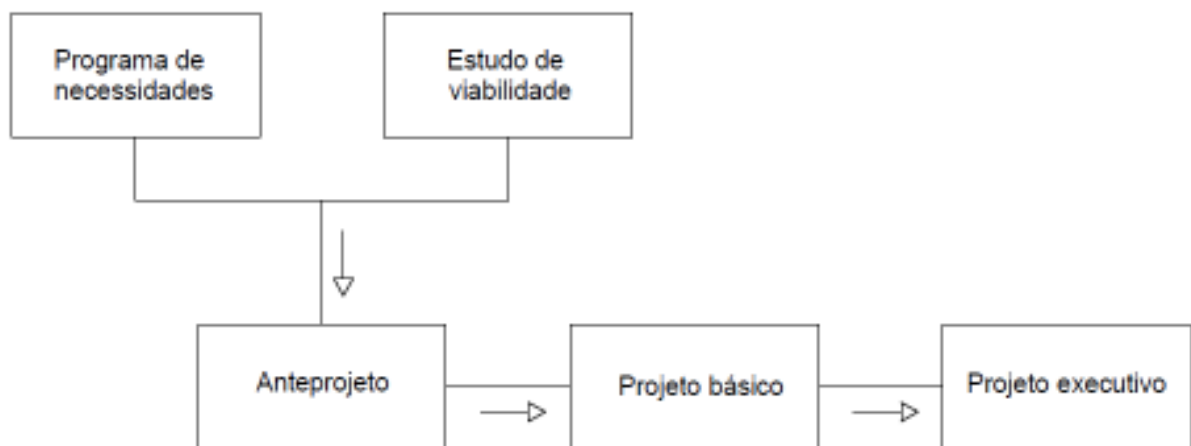 Programa de
necessidades
Estudo de
viabilidade
Anteprojeto
Projeto básico
Projeto executivo